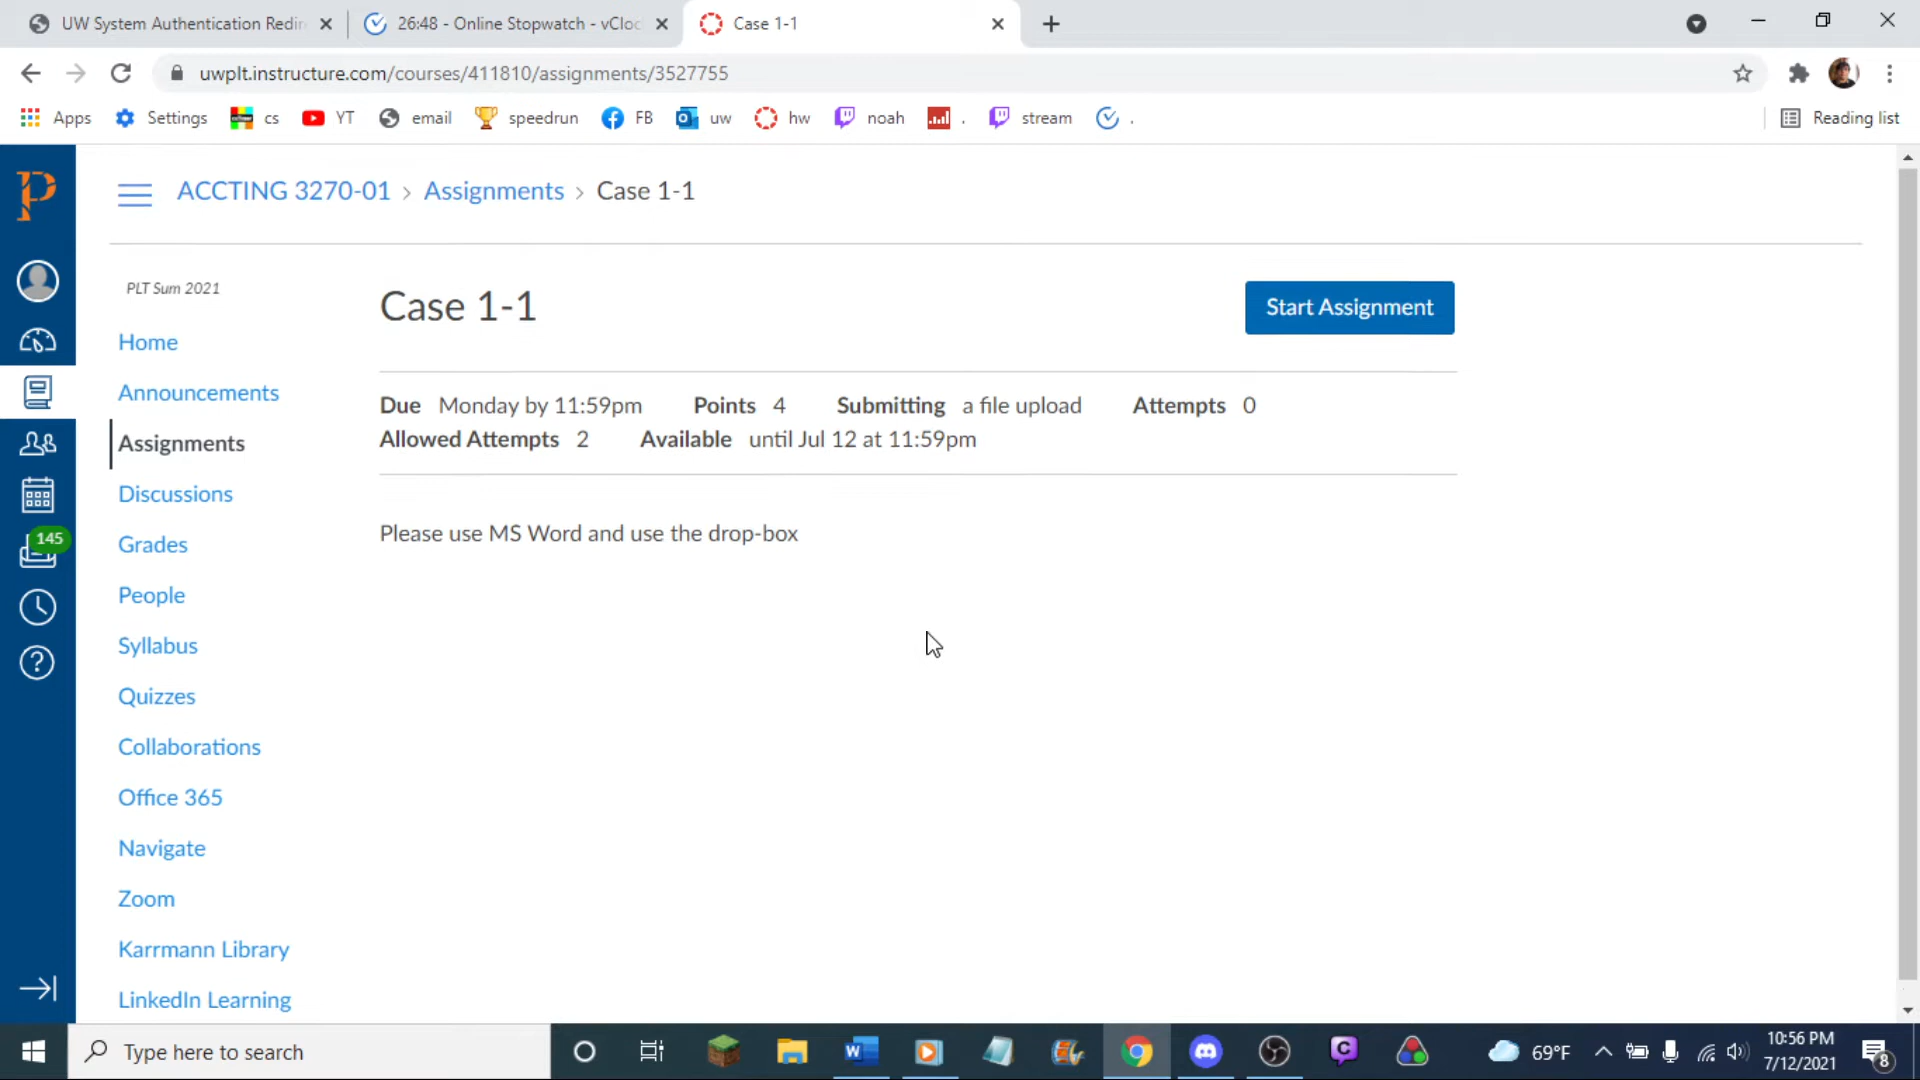 UW System Authentication Redir
26:48 - Online Stopwatch - vCloc
Case 1-1
uwplt.instructure.com/courses/411810/assignments/3527755
Apps
Settings
cs
YT
email
speedrun
FB
uw
hw
noah
.
stream
.
Reading list
P
ACCTING 3270-01 > Assignments > Case 1-1
PLT Sum 2021
Case 1-1
Start Assignment
Home
Announcements
Assignments
Discussions
Grades
People
Syllabus
Quizzes
Collaborations
Office 365
Navigate
Zoom
Karrmann Library
LinkedIn Learning
145
Due Monday by 11:59pm Points 4 Submitting a file upload Attempts 0
Allowed Attempts 2 Available until Jul 12 at 11:59pm
Please use MS Word and use the drop-box
Type here to search
69°F
10:56 PM
7/12/2021
8